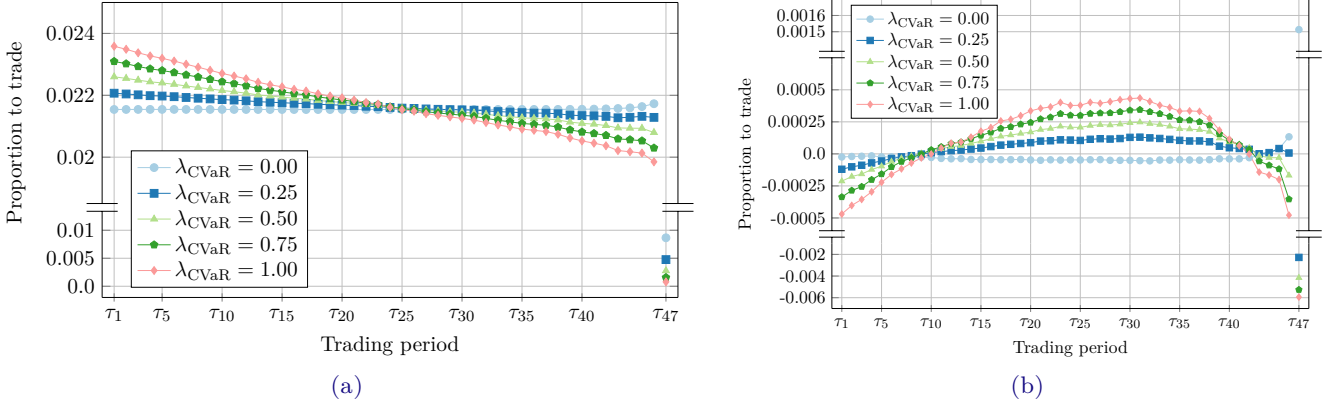 0.024
0.022
0.02
0.01
0.005
0.0
Proportion to trade
λCVaR = 0.00
λCVaR = 0.25
λCVaR = 0.50
λCVaR = 0.75
λCVaR = 1.00
τ1 τ5 τ10 τ15 τ20 τ25 τ30 τ35 τ40 τ47
Trading period
(a)
0.0016
0.0015
0.0005
0.00025
0.0
-0.00025
-0.0005
-0.002
-0.004
-0.006
Proportion to trade
λCVaR = 0.00
λCVaR = 0.25
λCVaR = 0.50
λCVaR = 0.75
λCVaR = 1.00
τ1 τ5 τ10 τ15 τ20 τ25 τ30 τ35 τ40 τ47
Trading period
(b)